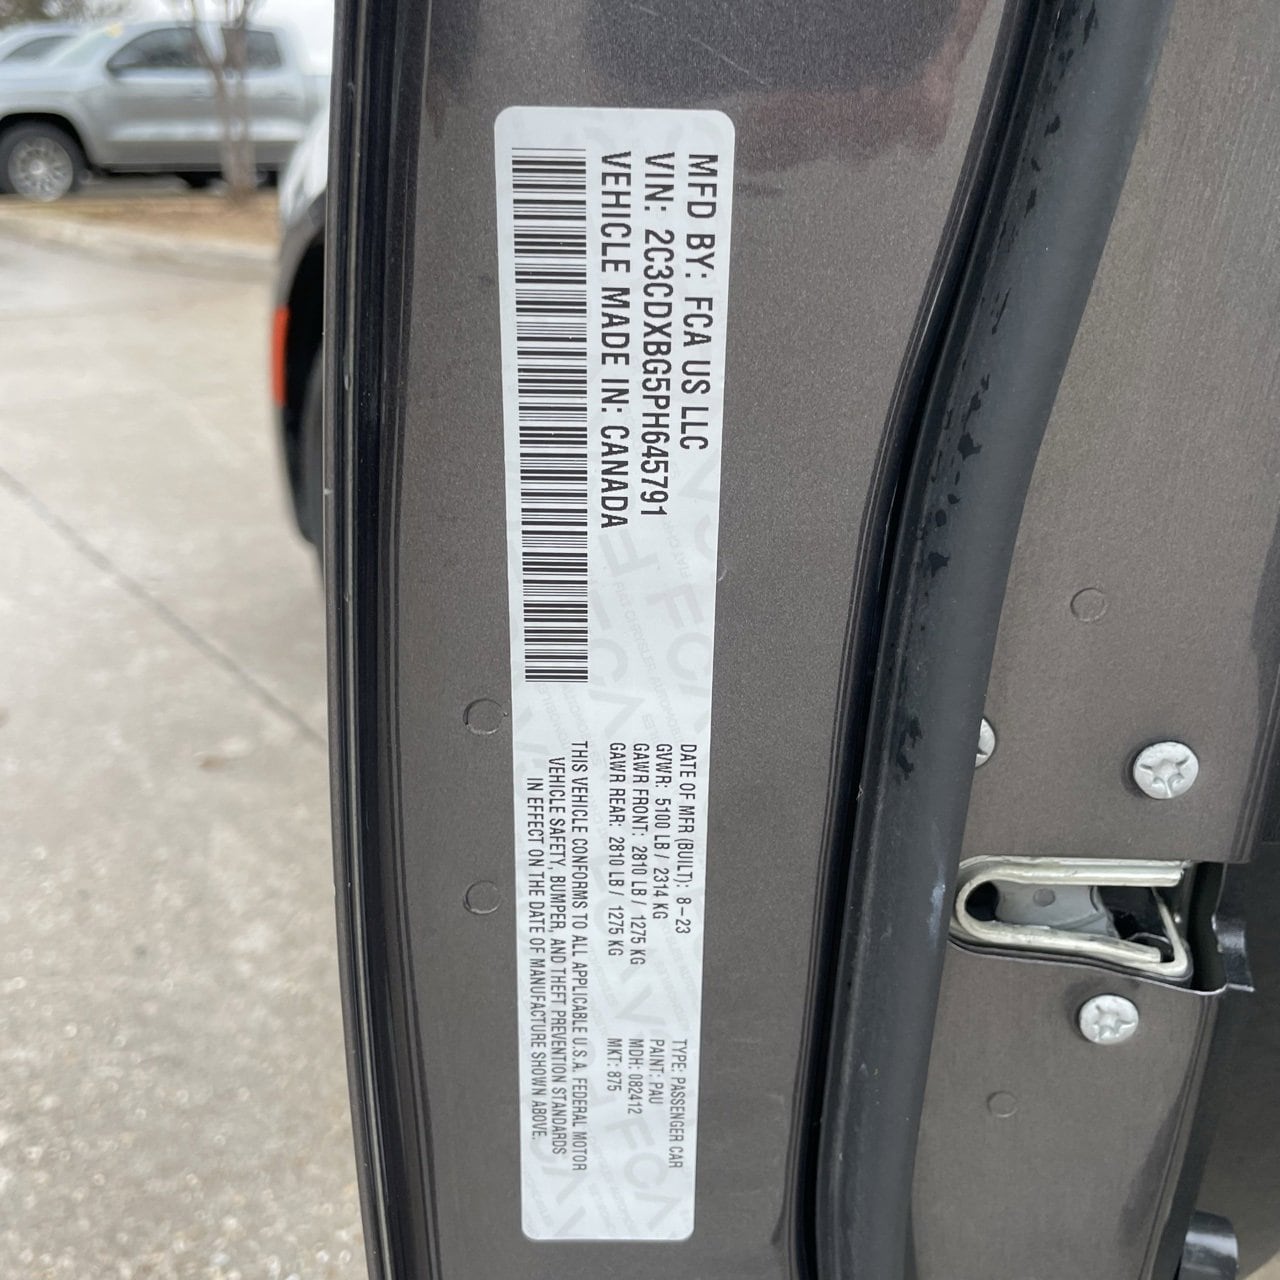 MFD BY: FCA US LLC
VIN: 2C3CDXBG5PH645791
VEHICLE MADE IN: CANADA
DATE OF MFR (BUILT): 8-23
GVWR: 5100 LB / 2314 KG
GAWR FRONT: 2810 LB / 1275 KG
GAWR REAR: 2810 LB / 1275 KG
THIS VEHICLE CONFORMS TO ALL APPLICABLE U.S.A. FEDERAL MOTOR
VEHICLE SAFETY, BUMPER, AND THEFT PREVENTION STANDARDS
IN EFFECT ON THE DATE OF MANUFACTURE SHOWN ABOVE.
TYPE: PASSENGER CAR
PAINT: PAU
MDH: 082412
MKT: 875
FCA